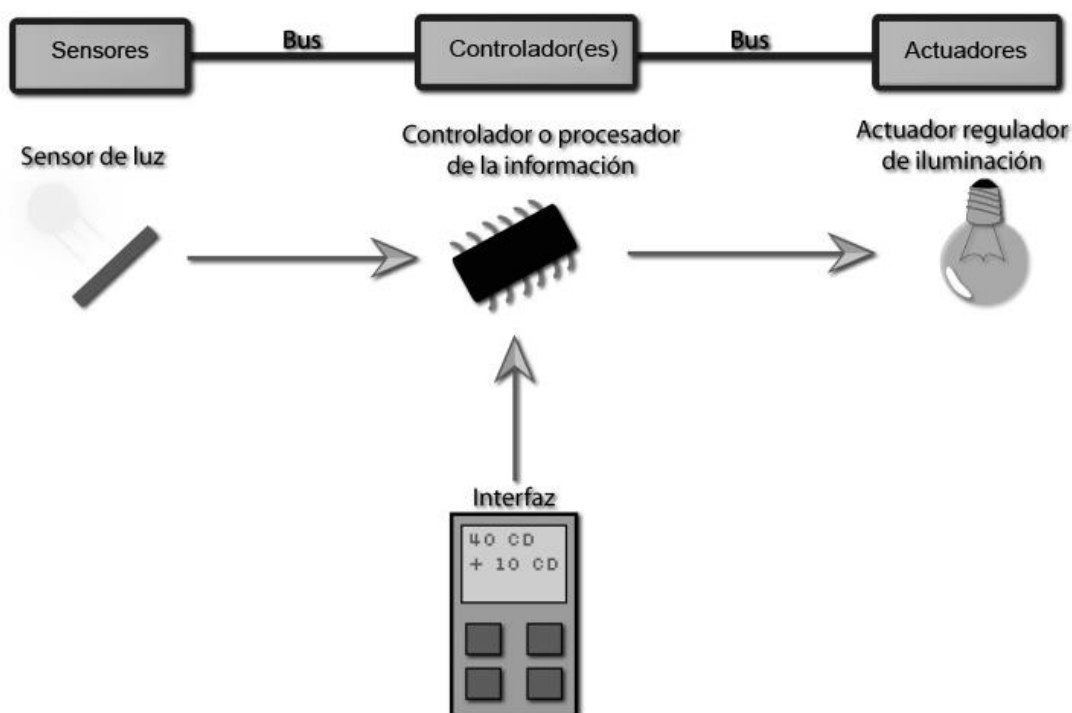 Sensores
Bus
Controlador(es)
Bus
Actuadores
Sensor de luz
Controlador o procesador
de la información
Actuador regulador
de iluminación
Interfaz
40 CD
+ 10 CD